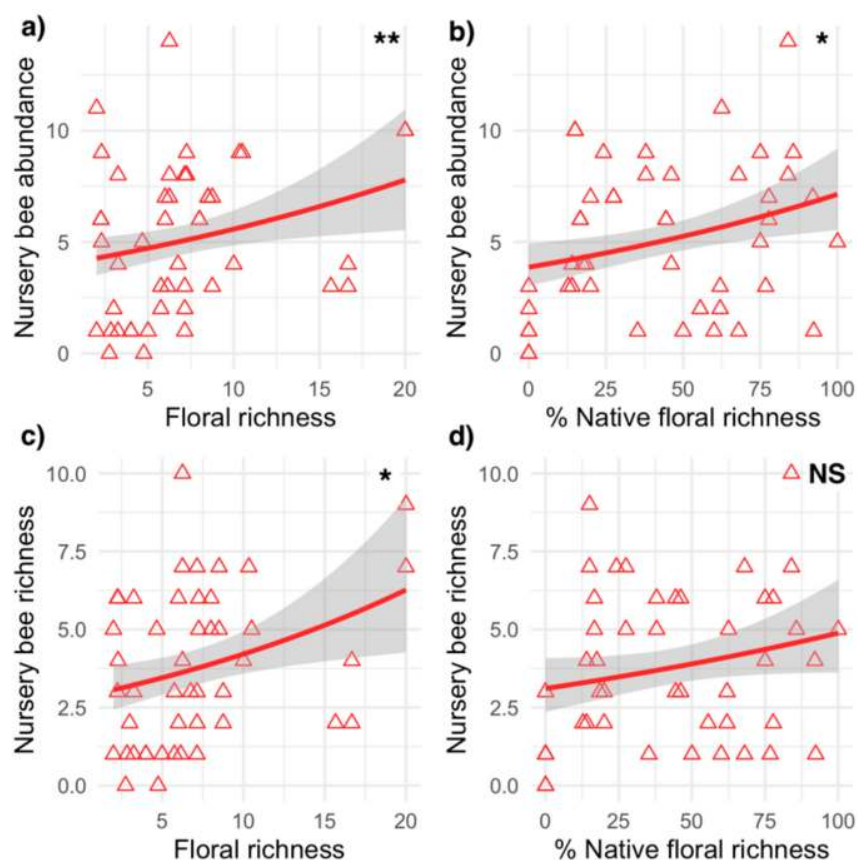 a)
**
Nursery bee abundance
10
5
0
5
10
15
20
Floral richness
b)
*
Nursery bee abundance
10
5
0
0
25
50
75
100
% Native floral richness
c)
*
Nursery bee richness
10.0
7.5
5.0
2.5
0.0
5
10
15
20
Floral richness
d)
NS
Nursery bee richness
10.0
7.5
5.0
2.5
0.0
0
25
50
75
100
% Native floral richness